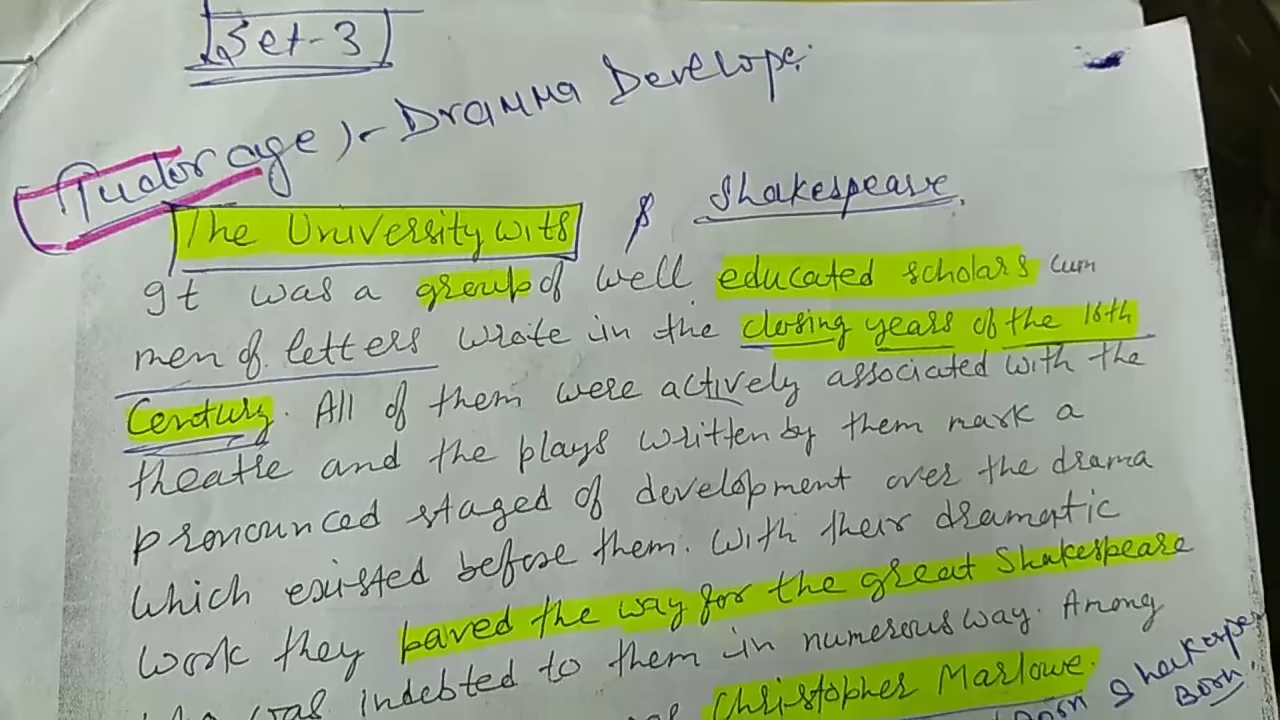 Set-3
Tudor age):- Dramma Develope:
The University wits & Shakespeare.
It was a group of well educated scholars cum
men of letters wrote in the closing years of the 16th
Century. All of them were actively associated with the
theatre and the plays written by them mark a
pronounced staged of development over the drama
which existed before them. With their dramatic
work they paved the way for the great Shakespeare
was indebted to them in numerous way. Among
Christopher Marlowe.
Born
Born